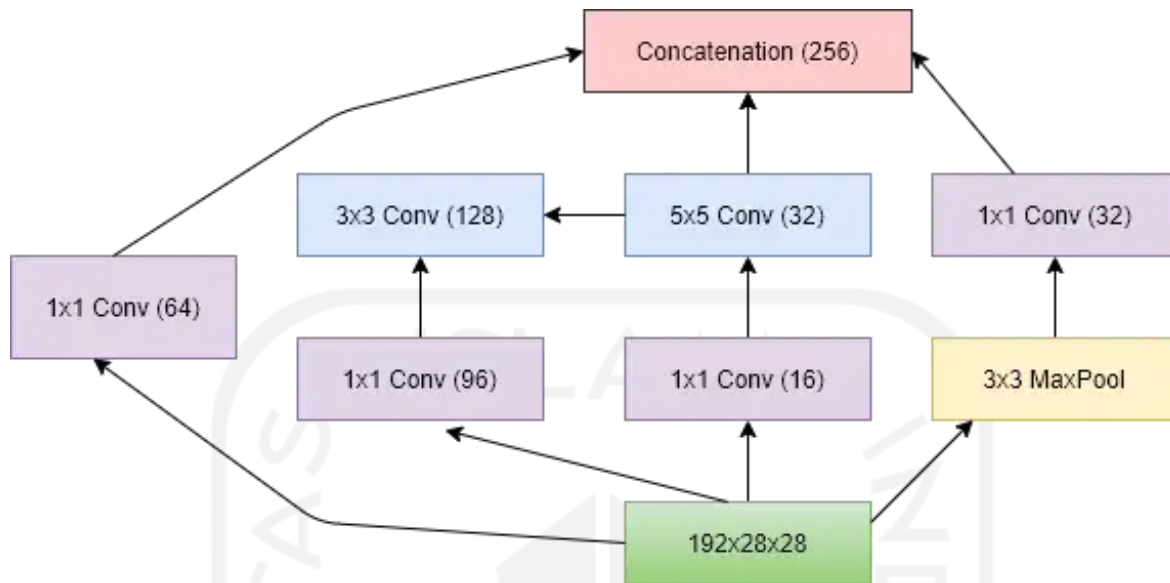 Concatenation (256)
3x3 Conv (128)
5x5 Conv (32)
1x1 Conv (32)
1x1 Conv (64)
1x1 Conv (96)
1x1 Conv (16)
3x3 MaxPool
192x28x28